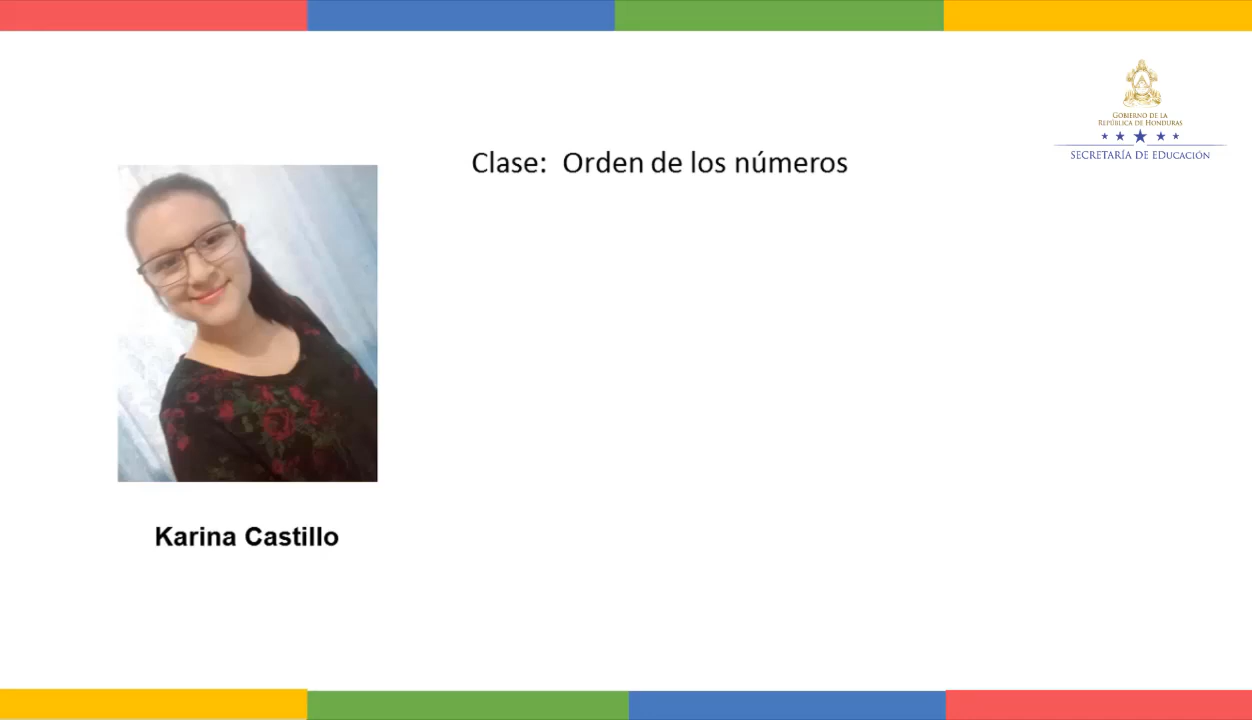 GOBIERNO DE LA
REPÚBLICA DE HONDURAS
SECRETARÍA DE EDUCACIÓN
Clase: Orden de los números
Karina Castillo